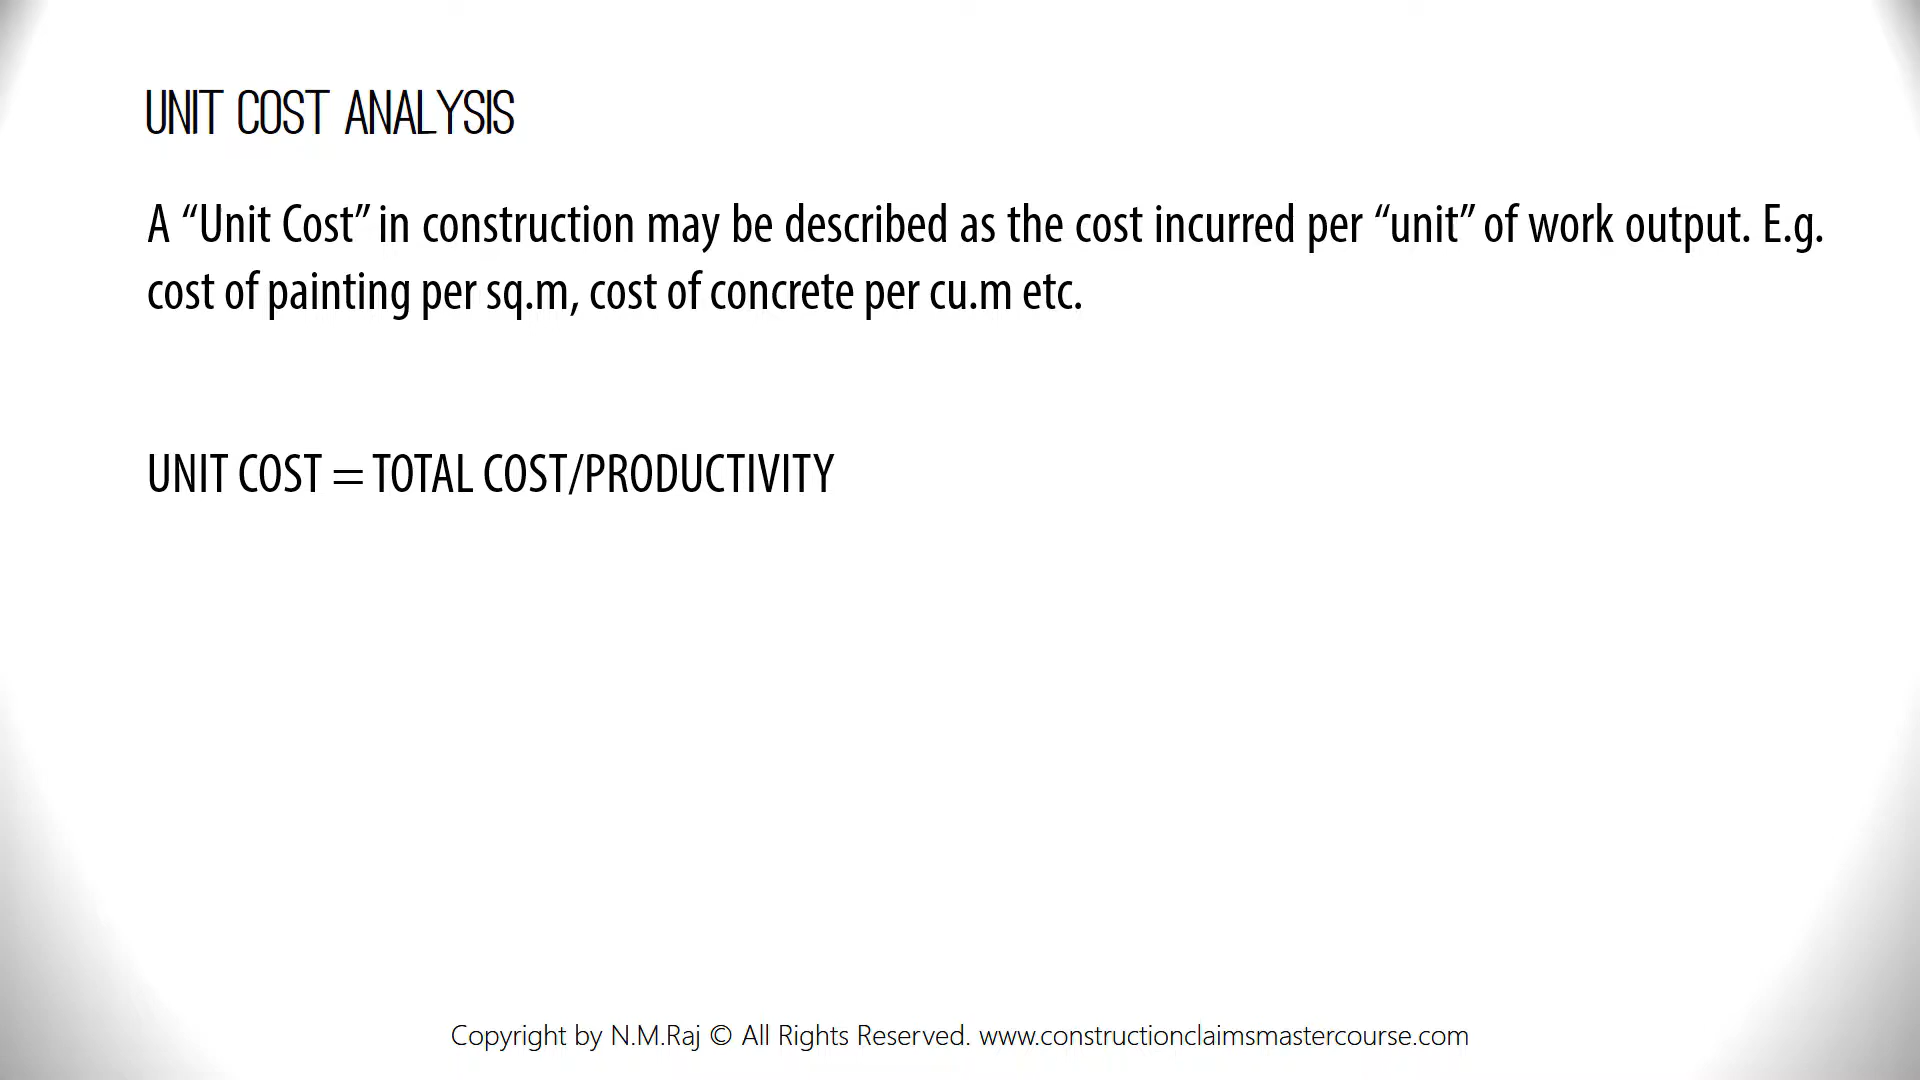 UNIT COST ANALYSIS
A “Unit Cost” in construction may be described as the cost incurred per “unit” of work output. E.g.
cost of painting per sq.m, cost of concrete per cu.m etc.
UNIT COST = TOTAL COST/PRODUCTIVITY
Copyright by N.M.Raj © All Rights Reserved. www.constructionclaimsmastercourse.com